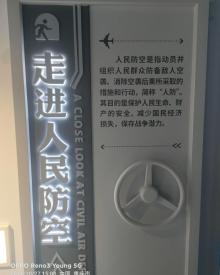 走进人民防空
A CLOSE LOOK AT CIVIL AIR DE
人民防空是指动员并
组织人民群众防备敌人空
袭、消除空袭后果所采取的
措施和行动，简称“人防”。
其目的是保护人民生命、财
产的安全，减少国民经济
损失，保存战争潜力。
OPPO Reno3 Young 5G